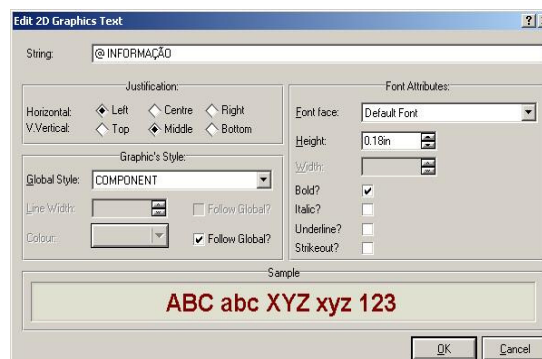 Edit 2D Graphics Text
String: @ INFORMAÇÃO
Justification:
Horizontal: Left Centre Right
V.Vertical: Top Middle Bottom
Graphic's Style:
Global Style: COMPONENT
Line Width: Follow Global?
Colour: Follow Global?
Font Attributes:
Font face: Default Font
Height: 0.18in
Width:
Bold?
Italic?
Underline?
Strikeout?
Sample
ABC abc XYZ xyz 123
OK Cancel